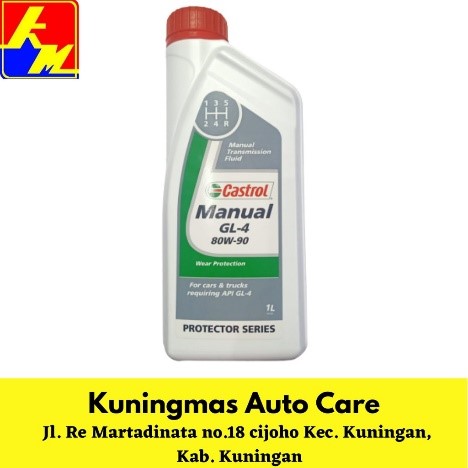 KM
1 3 5
2 4 R
Manual
Transmission
Fluid
Castrol
Manual
GL-4
80W-90
Wear Protection
For cars & trucks
requiring API GL-4
1L
PROTECTOR SERIES
Kuningmas Auto Care
Jl. Re Martadinata no.18 cijoho Kec. Kuningan,
Kab. Kuningan